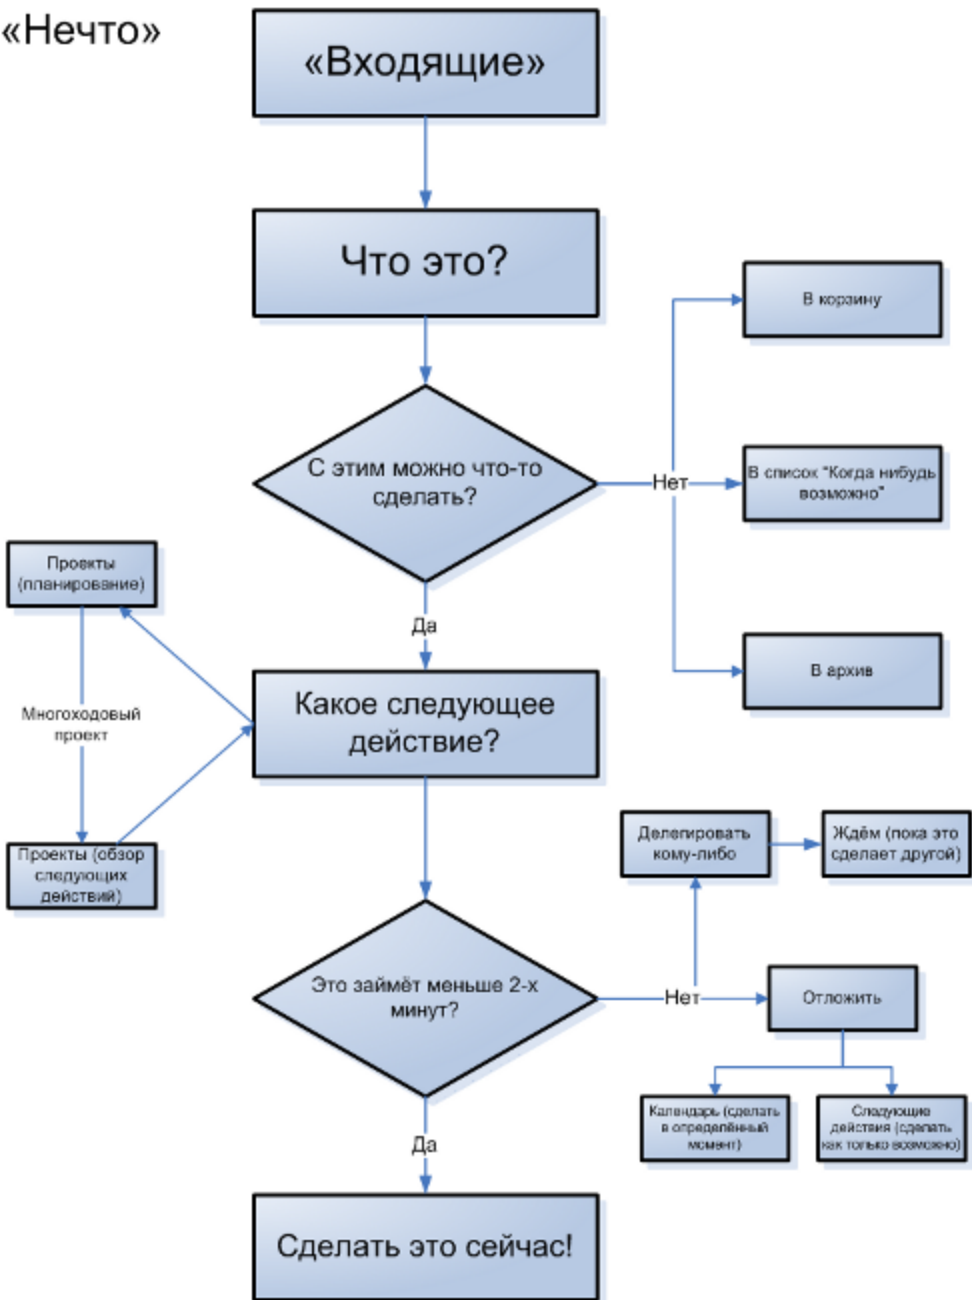 «Нечто»
«Входящие»
Что это?
В корзину
С этим можно что-то
сделать?
Нет
В список "Когда нибудь
возможно"
Проекты
(планирование)
Да
В архив
Какое следующее
действие?
Многоходовый
проект
Делегировать
кому-либо
Ждём (пока это
сделает другой)
Проекты (обзор
следующих
действий)
Это займёт меньше 2-х
минут?
Нет
Отложить
Календарь (сделать
в определённый
момент)
Следующие
действия (сделать
как только возможно)
Да
Сделать это сейчас!